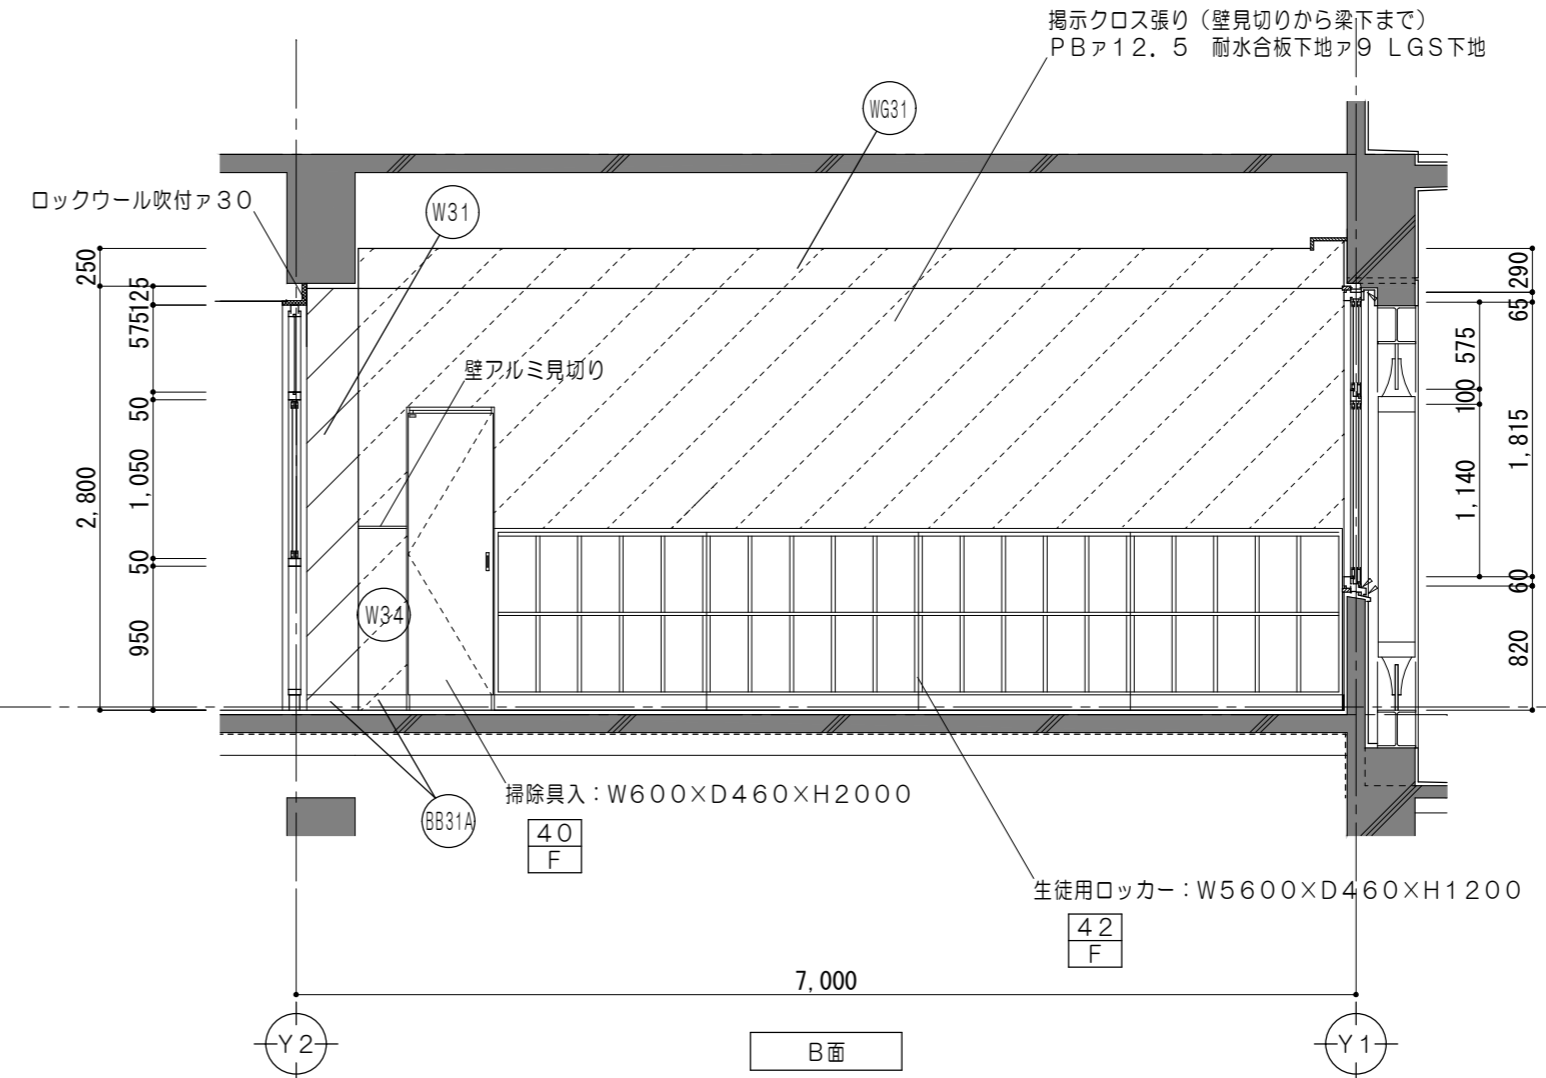 掲示クロス張り（壁見切りから梁下まで）
ＰＢァ１２．５　耐水合板下地ァ９ ＬＧＳ下地
WG31
ロックウール吹付ァ３０
W31
250
125
575
50
1,050
50
950
2,800
290
65
575
100
1,815
1,140
60
820
壁アルミ見切り
W34
掃除具入：Ｗ６００×Ｄ４６０×Ｈ２０００
BB31A
４０
Ｆ
生徒用ロッカー：Ｗ５６００×Ｄ４６０×Ｈ１２００
４２
Ｆ
7,000
Ｙ２
Ｂ面
Ｙ１